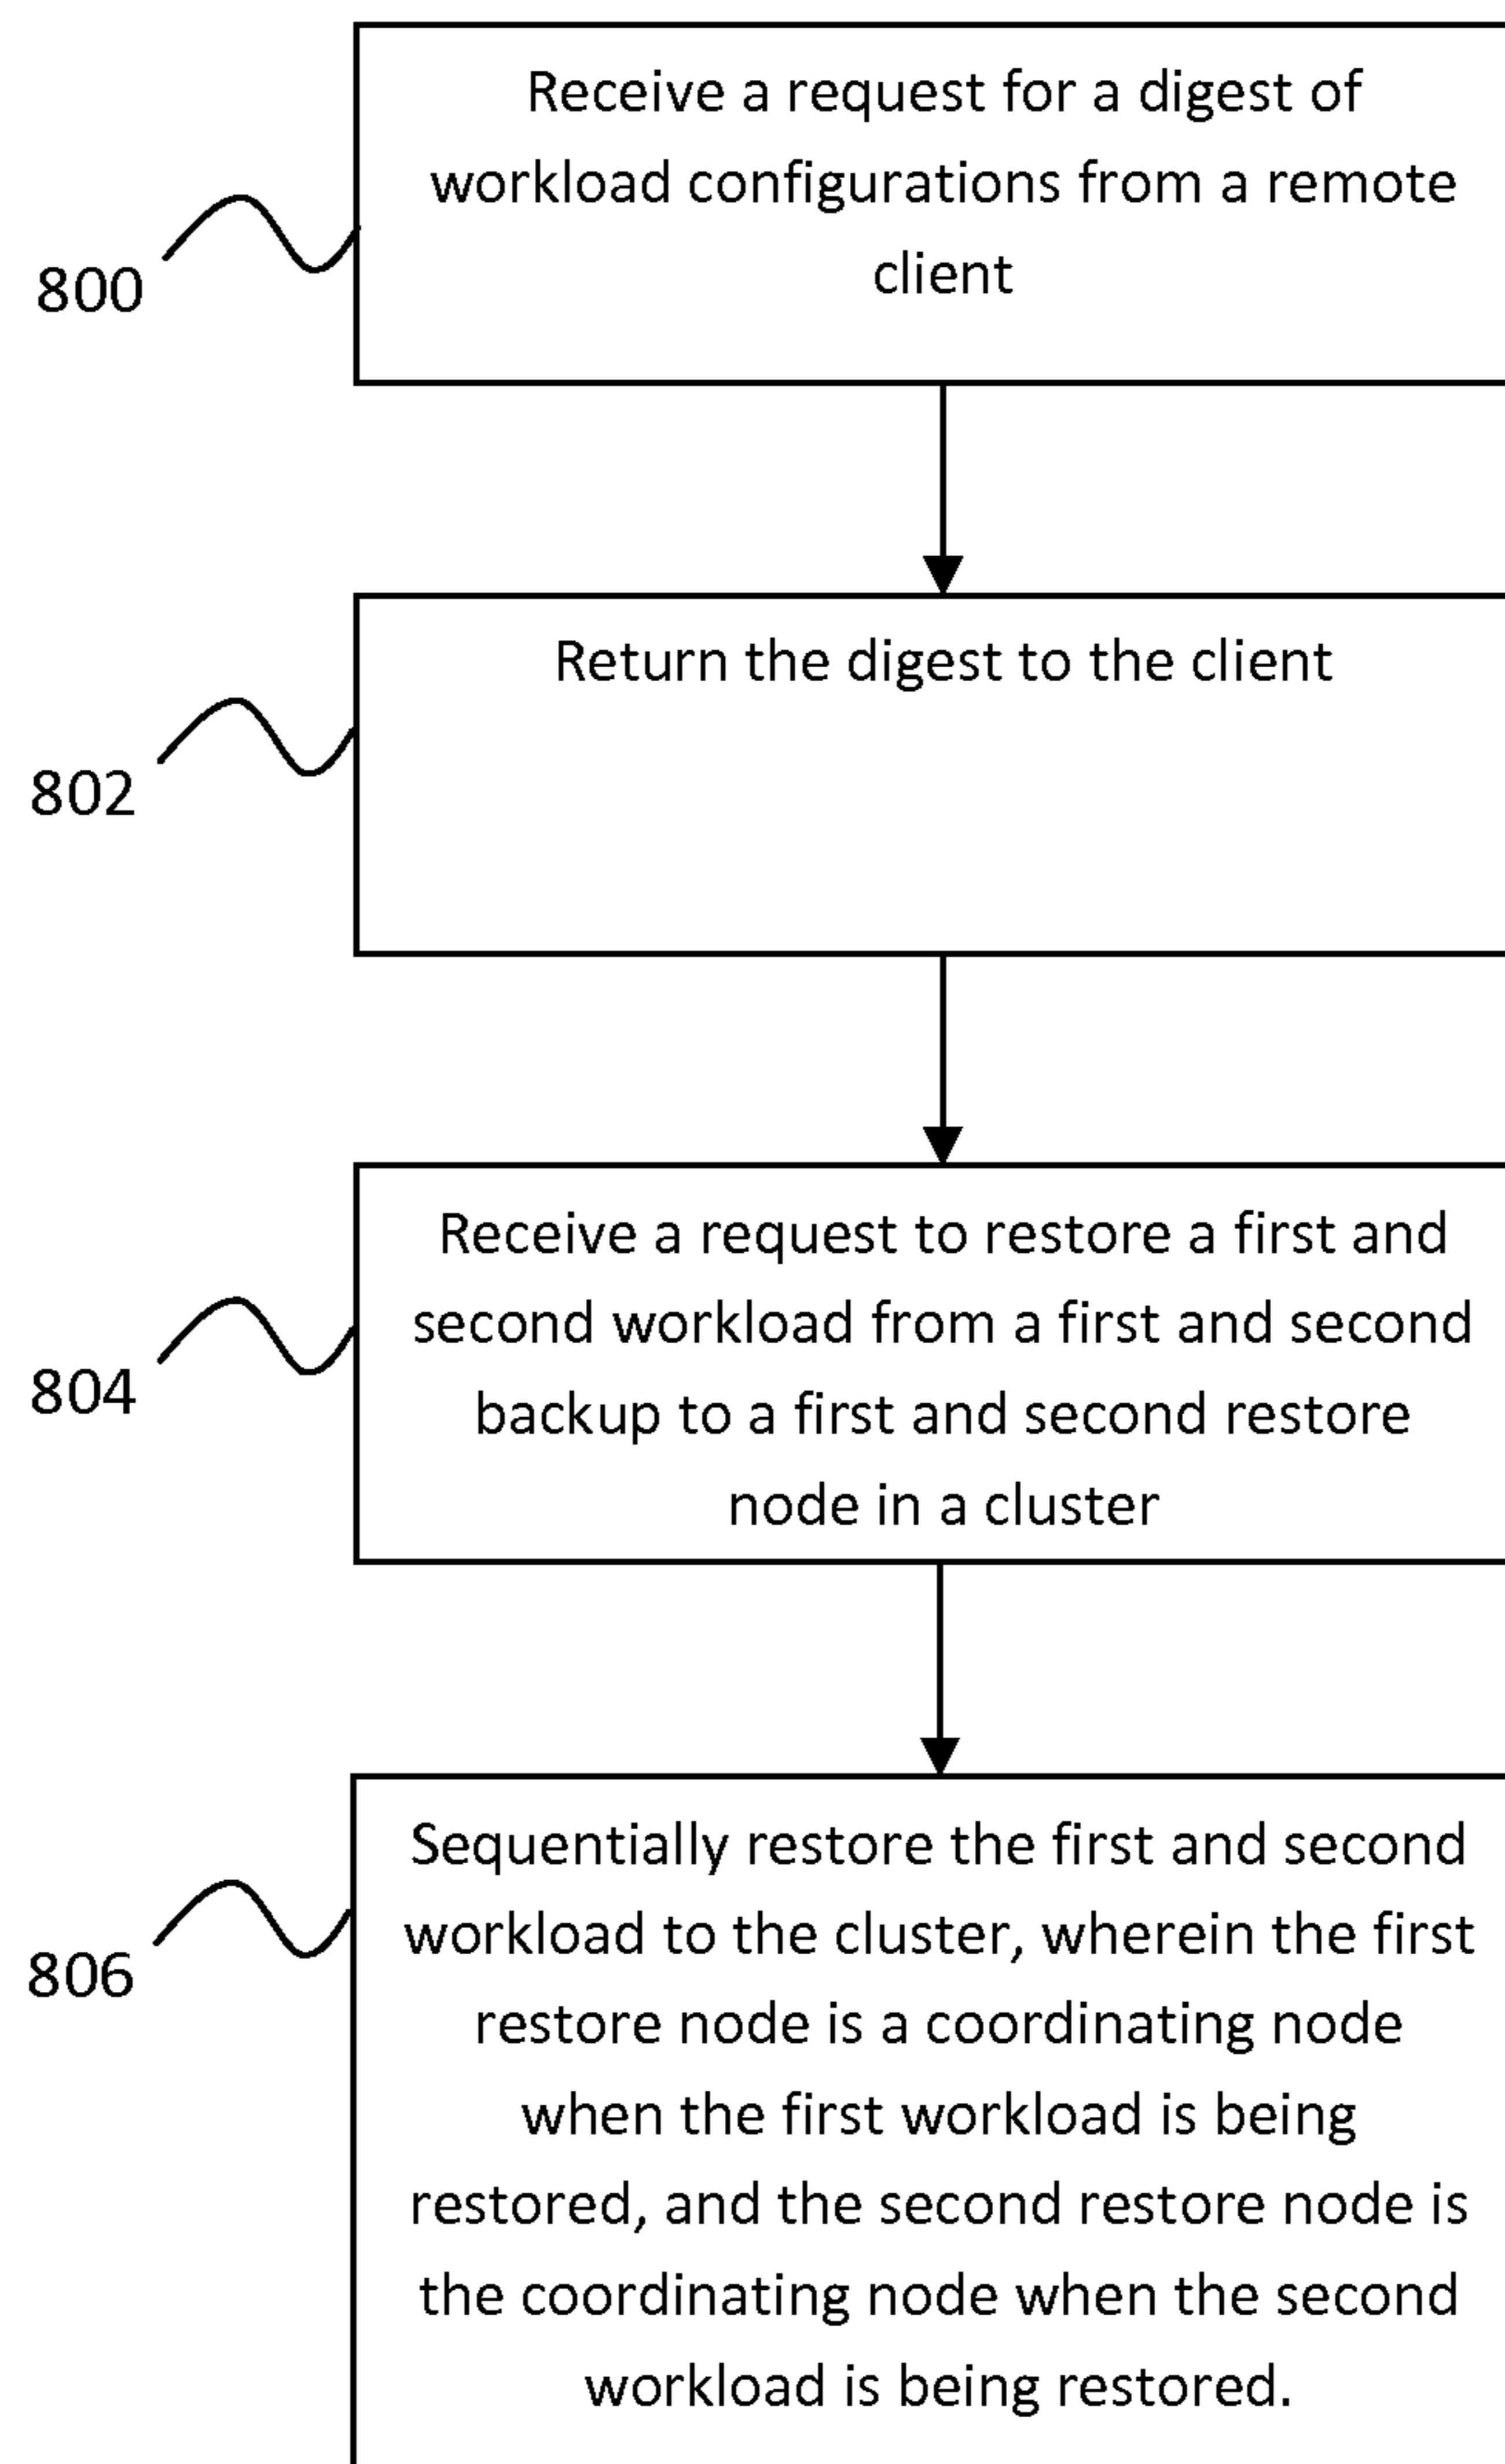 Receive a request for a digest of
workload configurations from a remote
client
800
Return the digest to the client
802
Receive a request to restore a first and
second workload from a first and second
backup to a first and second restore
node in a cluster
804
Sequentially restore the first and second
workload to the cluster, wherein the first
restore node is a coordinating node
when the first workload is being
restored, and the second restore node is
the coordinating node when the second
workload is being restored.
806